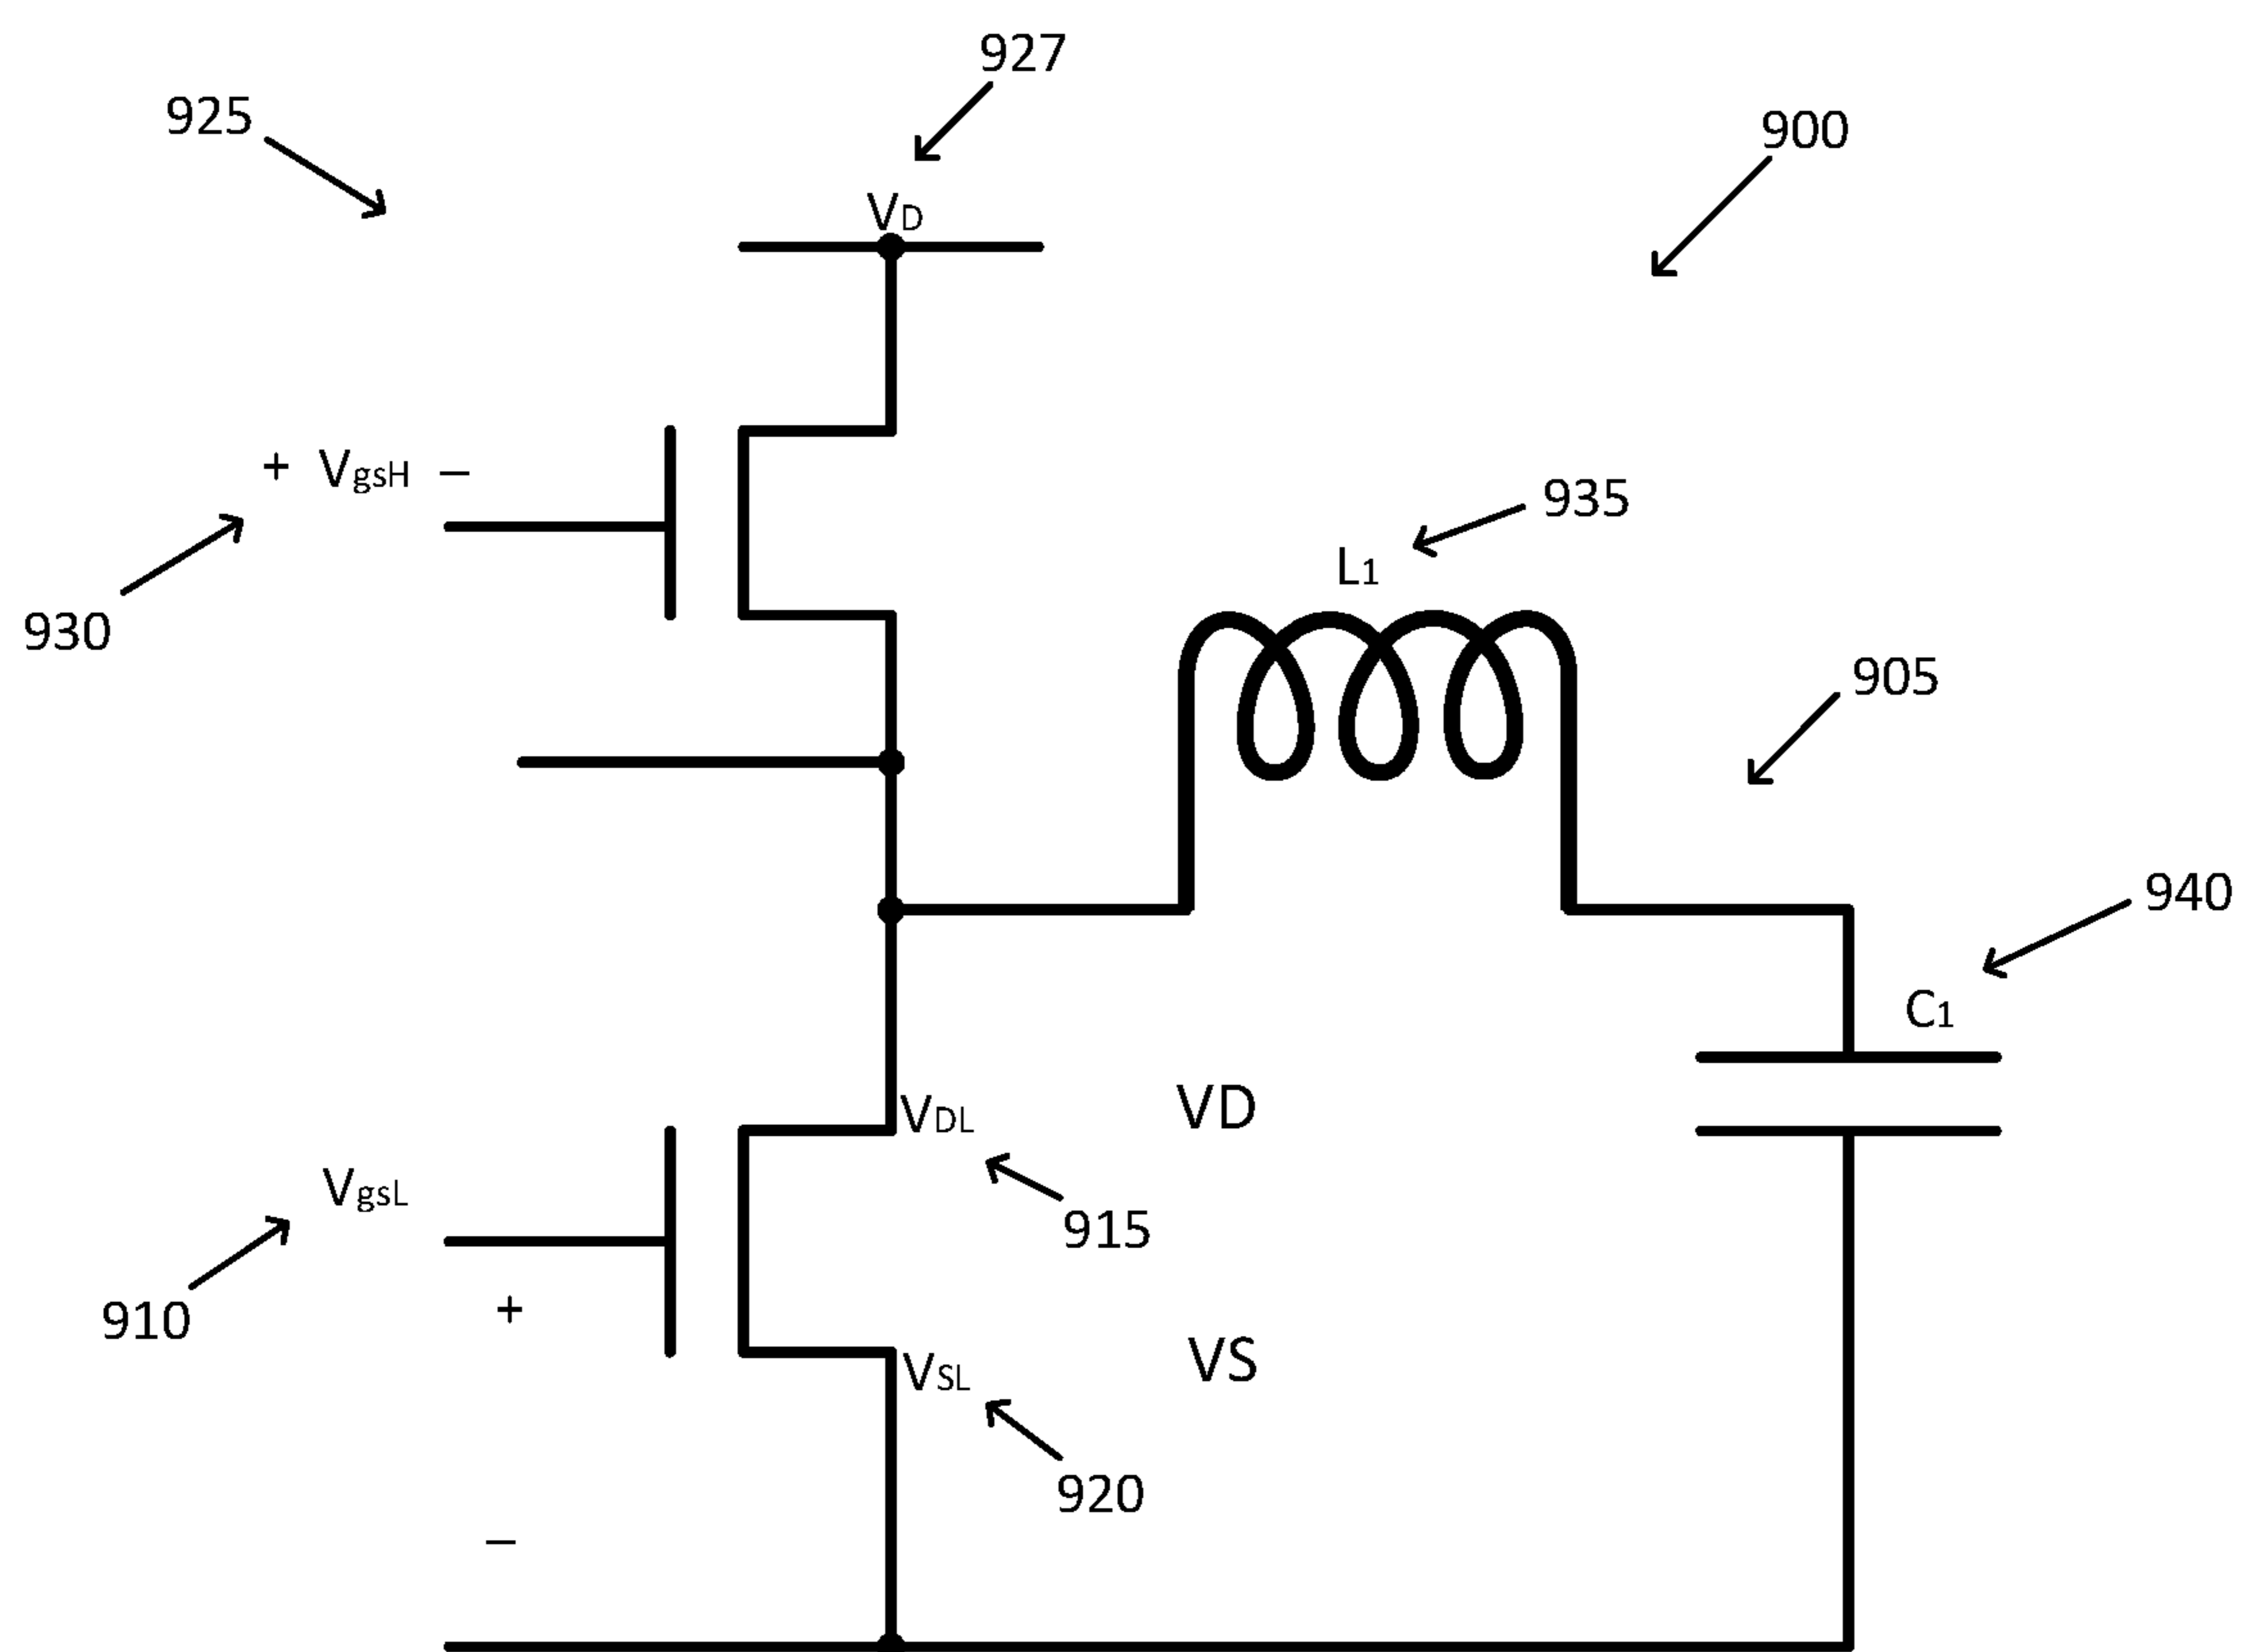 927
925
900
VD
+ VgsH –
935
L1
930
905
940
C1
VDL
VD
VgsL
915
910
+
VS
VSL
920
–